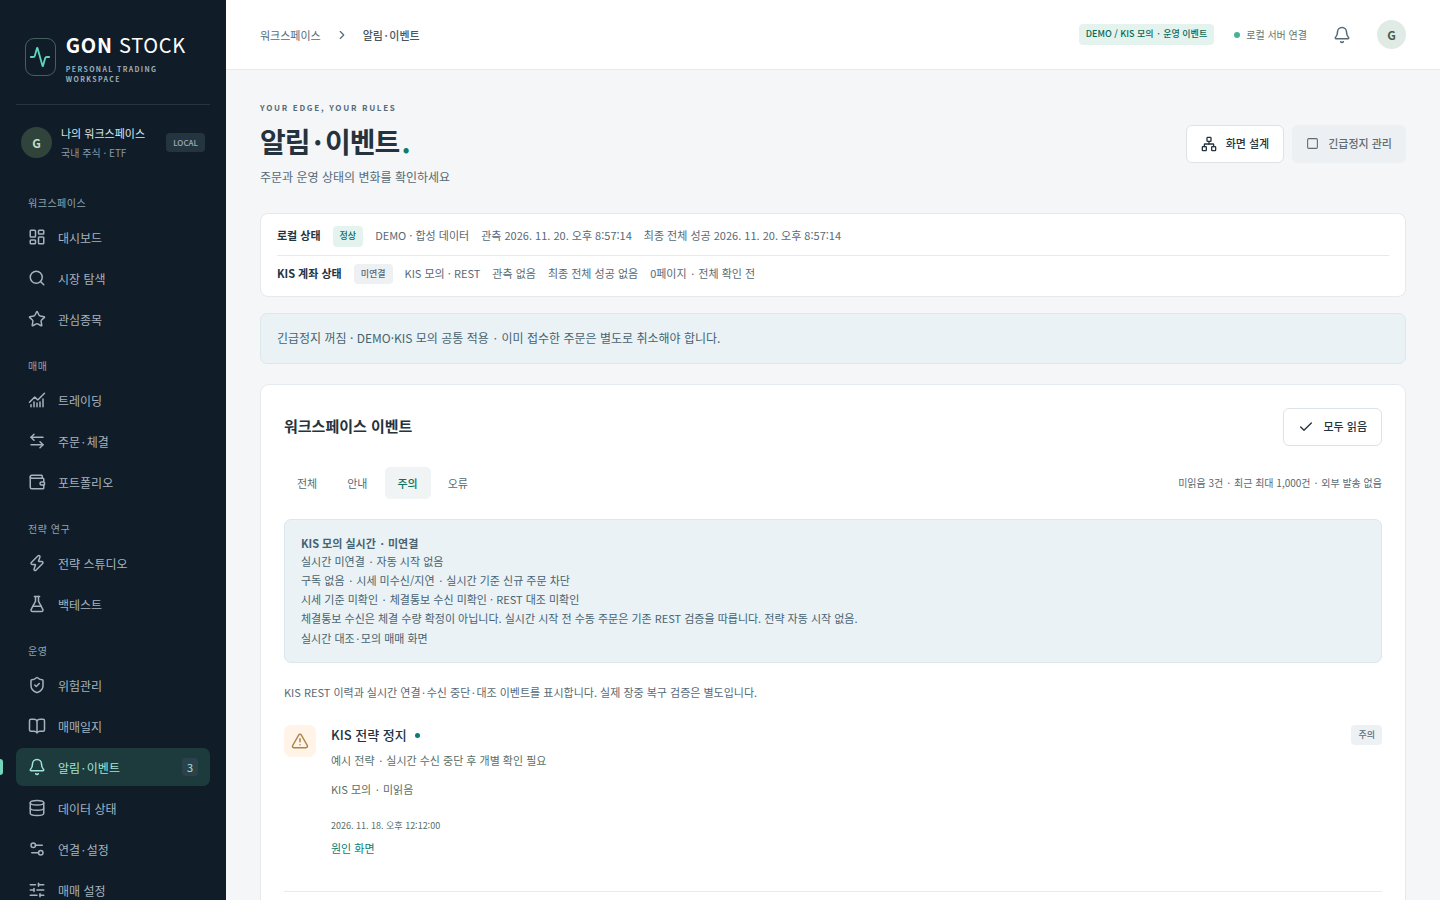 GON STOCK
PERSONAL TRADING
WORKSPACE
G
나의 워크스페이스
국내 주식 · ETF
LOCAL
워크스페이스
대시보드
시장 탐색
관심종목
매매
트레이딩
주문·체결
포트폴리오
전략 연구
전략 스튜디오
백테스트
운영
위험관리
매매일지
알림·이벤트
3
데이터 상태
연결·설정
매매 설정
워크스페이스
알림·이벤트
DEMO / KIS 모의 · 운영 이벤트
로컬 서버 연결
G
YOUR EDGE, YOUR RULES
알림·이벤트.
주문과 운영 상태의 변화를 확인하세요
화면 설계
긴급정지 관리
로컬 상태 정상 DEMO · 합성 데이터 관측 2026. 11. 20. 오후 8:57:14 최종 전체 성공 2026. 11. 20. 오후 8:57:14
KIS 계좌 상태 미연결 KIS 모의 · REST 관측 없음 최종 전체 성공 없음 0페이지 · 전체 확인 전
긴급정지 꺼짐 · DEMO·KIS 모의 공통 적용 · 이미 접수한 주문은 별도로 취소해야 합니다.
워크스페이스 이벤트
모두 읽음
전체 안내 주의 오류
미읽음 3건 · 최근 최대 1,000건 · 외부 발송 없음
KIS 모의 실시간 · 미연결
실시간 미연결 · 자동 시작 없음
구독 없음 · 시세 미수신/지연 · 실시간 기준 신규 주문 차단
시세 기준 미확인 · 체결통보 수신 미확인 · REST 대조 미확인
체결통보 수신은 체결 수량 확정이 아닙니다. 실시간 시작 전 수동 주문은 기존 REST 검증을 따릅니다. 전략 자동 시작 없음.
실시간 대조·모의 매매 화면
KIS REST 이력과 실시간 연결·수신 중단·대조 이벤트를 표시합니다. 실제 장중 복구 검증은 별도입니다.
KIS 전략 정지
주의
예시 전략 · 실시간 수신 중단 후 개별 확인 필요
KIS 모의 · 미읽음
2026. 11. 18. 오후 12:12:00
원인 화면